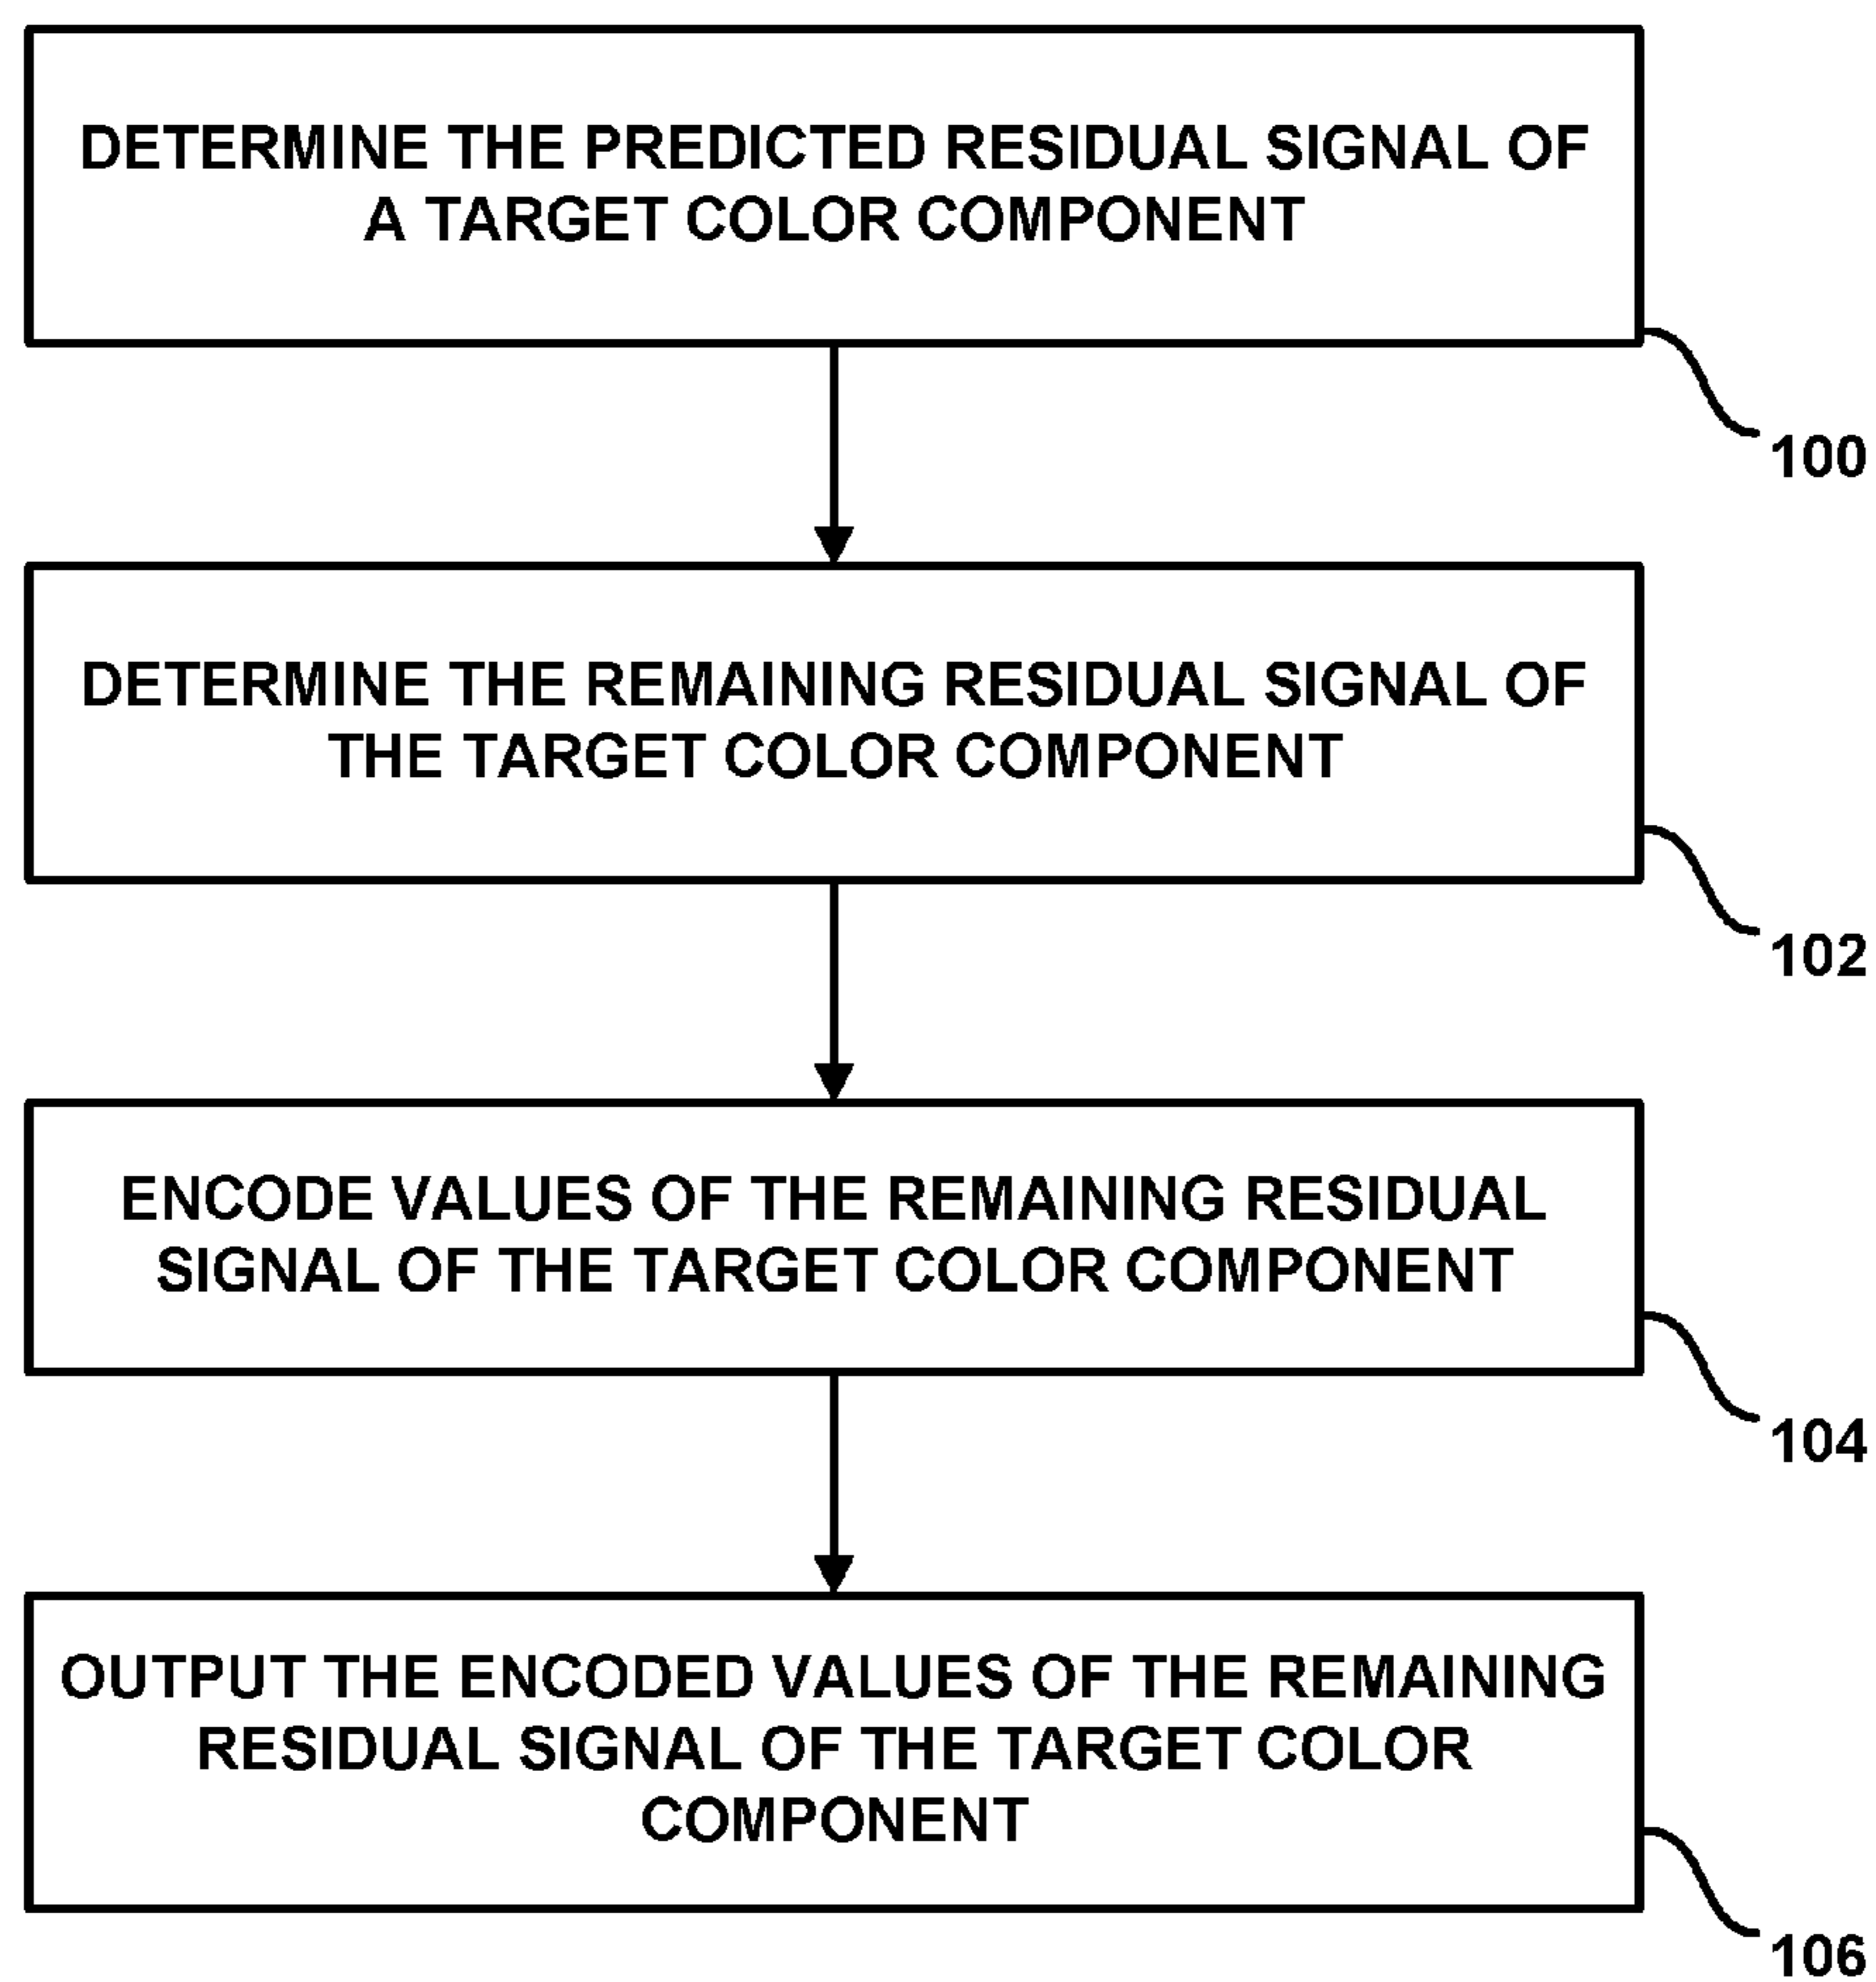 DETERMINE THE PREDICTED RESIDUAL SIGNAL OF
A TARGET COLOR COMPONENT
100
DETERMINE THE REMAINING RESIDUAL SIGNAL OF
THE TARGET COLOR COMPONENT
102
ENCODE VALUES OF THE REMAINING RESIDUAL
SIGNAL OF THE TARGET COLOR COMPONENT
104
OUTPUT THE ENCODED VALUES OF THE REMAINING
RESIDUAL SIGNAL OF THE TARGET COLOR
COMPONENT
106